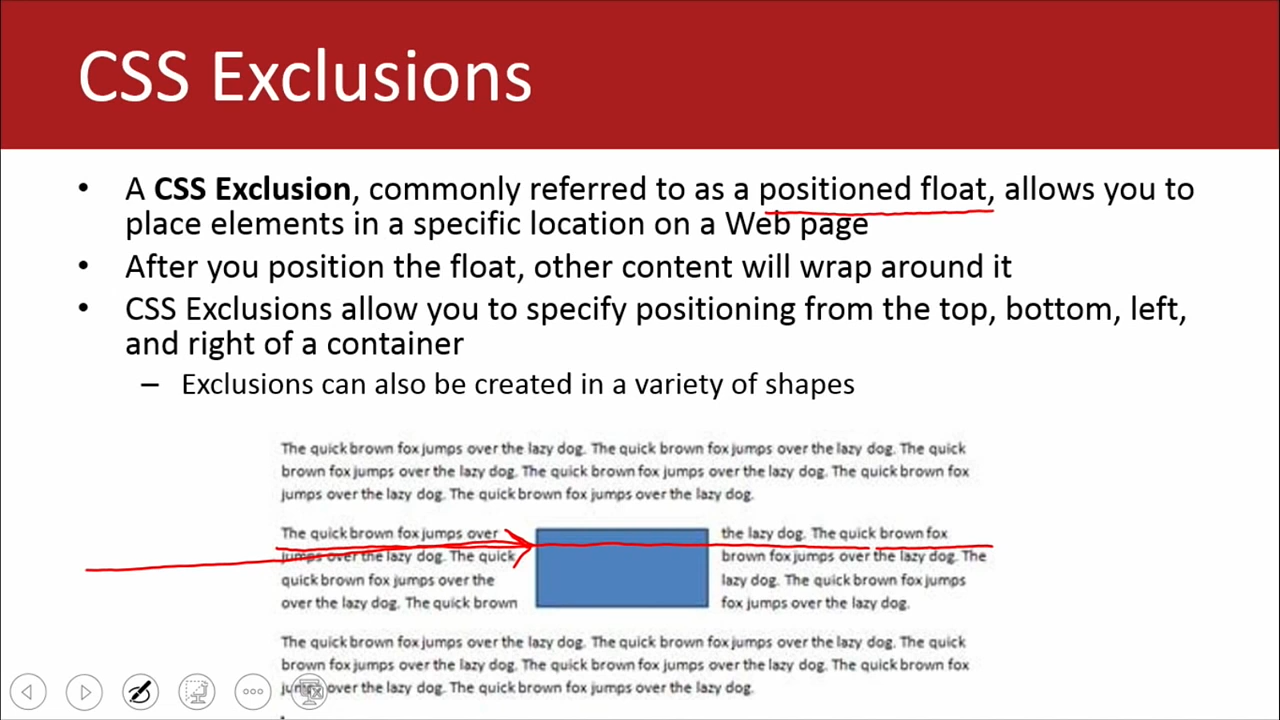 CSS Exclusions
• A CSS Exclusion, commonly referred to as a positioned float, allows you to
place elements in a specific location on a Web page
• After you position the float, other content will wrap around it
• CSS Exclusions allow you to specify positioning from the top, bottom, left,
and right of a container
– Exclusions can also be created in a variety of shapes
The quick brown fox jumps over the lazy dog. The quick brown fox jumps over the lazy dog. The quick
brown fox jumps over the lazy dog. The quick brown fox jumps over the lazy dog. The quick brown fox
jumps over the lazy dog. The quick brown fox jumps over the lazy dog.
The quick brown fox jumps over the lazy dog. The quick brown fox
jumps over the lazy dog. The quick brown fox jumps over the lazy dog. The
quick brown fox jumps over the lazy dog. The quick brown fox jumps
over the lazy dog. The quick brown fox jumps over the lazy dog.
The quick brown fox jumps over the lazy dog. The quick brown fox jumps over the lazy dog. The quick
brown fox jumps over the lazy dog. The quick brown fox jumps over the lazy dog. The quick brown fox
jumps over the lazy dog. The quick brown fox jumps over the lazy dog.